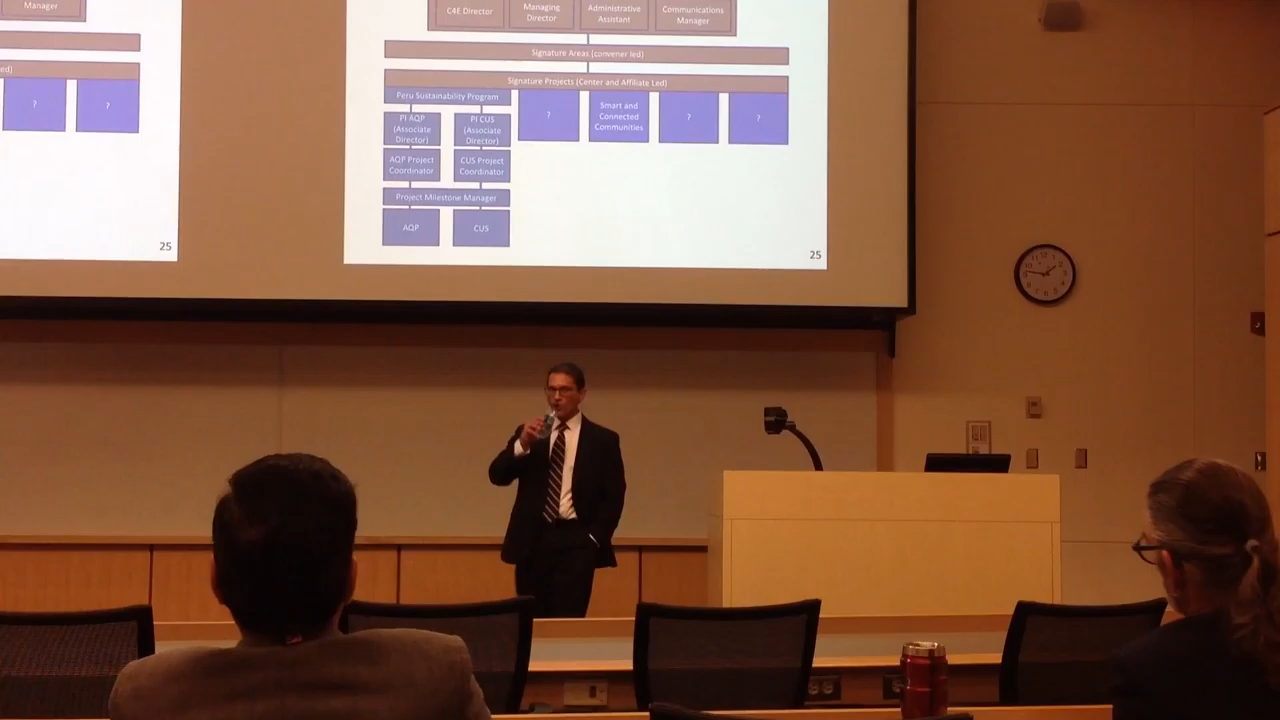 Manager
ed)
?
?
25
C4E Director
Managing
Director
Administrative
Assistant
Communications
Manager
Signature Areas (convener led)
Signature Projects (Center and Affiliate Led)
Peru Sustainability Program
PI AQP
(Associate
Director)
PI CUS
(Associate
Director)
?
Smart and
Connected
Communities
?
?
AQP Project
Coordinator
CUS Project
Coordinator
Project Milestone Manager
AQP
CUS
25